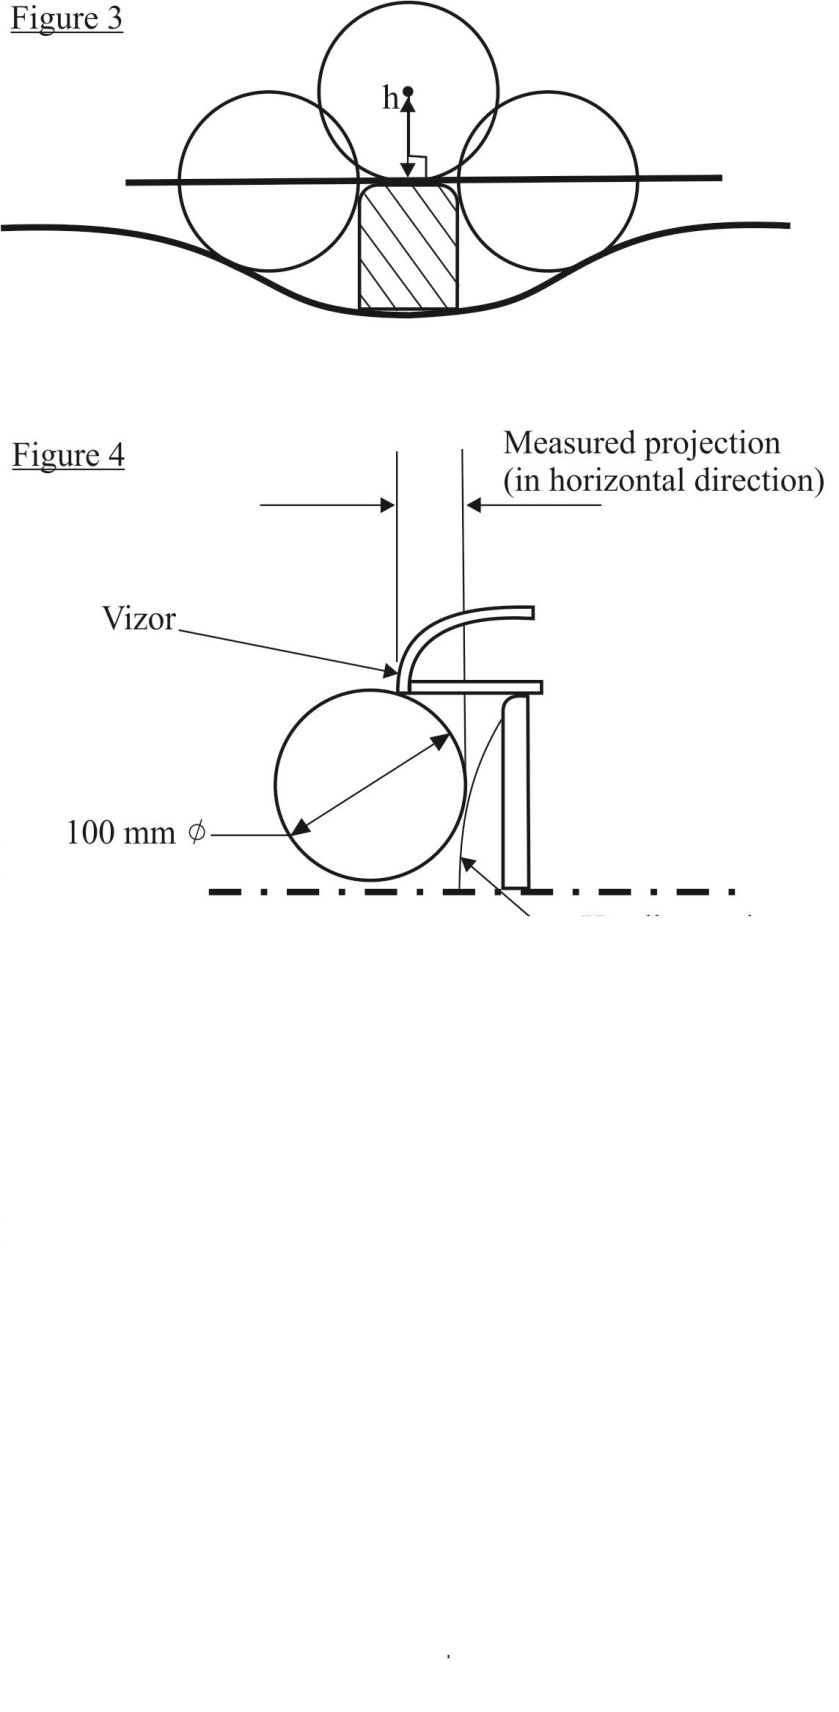 Figure 3
h
Figure 4
Measured projection
(in horizontal direction)
Vizor
100 mm ϕ